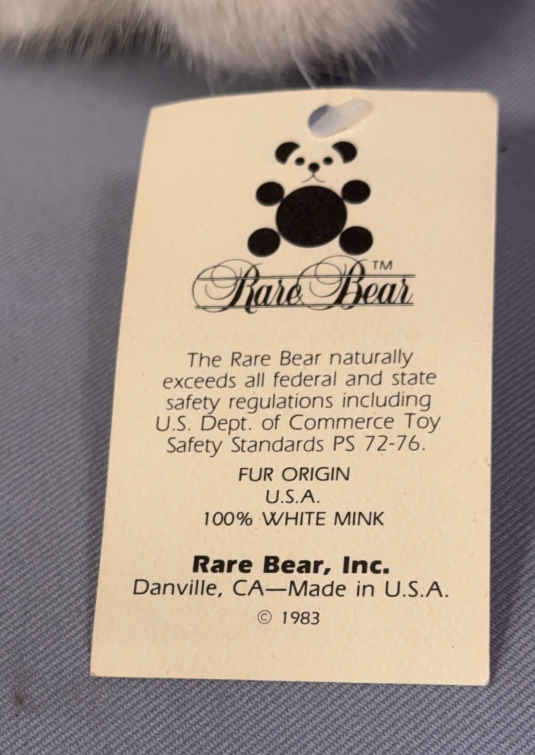 Rare Bear™
The Rare Bear naturally
exceeds all federal and state
safety regulations including
U.S. Dept. of Commerce Toy
Safety Standards PS 72-76.
FUR ORIGIN
U.S.A.
100% WHITE MINK
Rare Bear, Inc.
Danville, CA—Made in U.S.A.
© 1983